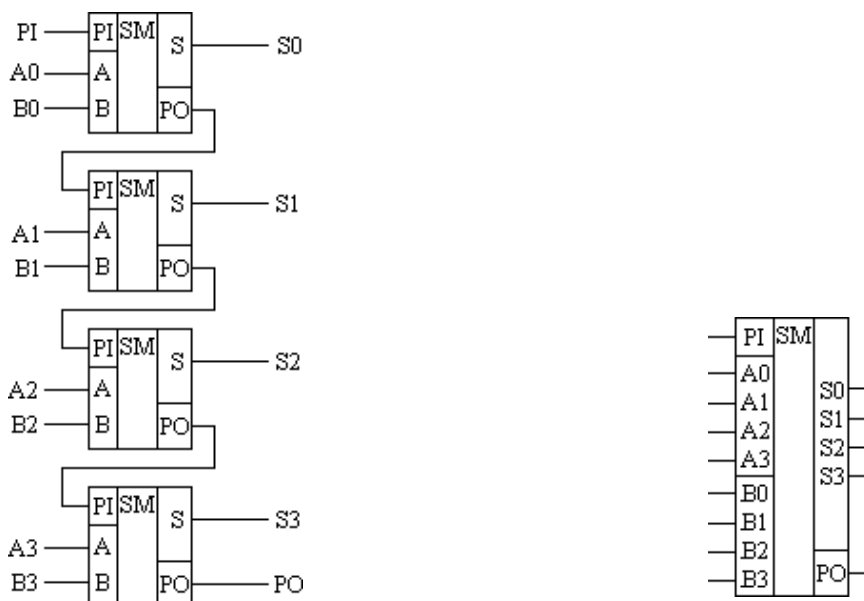 PI PI SM S S0
A0 A
B0 B PO
PI SM S S1
A1 A
B1 B PO
PI SM S S2
A2 A
B2 B PO
PI SM S S3
A3 A
B3 B PO PO
PI SM
A0
A1
A2
A3
B0
B1
B2
B3
S0
S1
S2
S3
PO